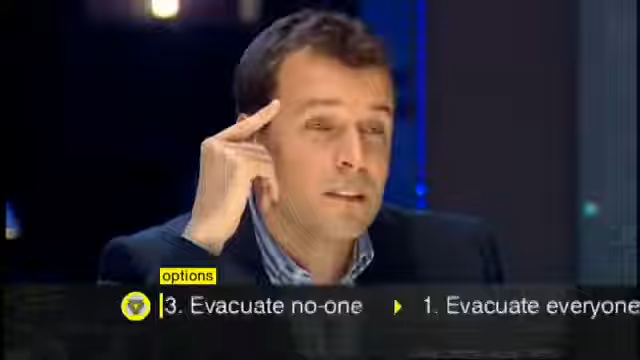 options
3. Evacuate no-one
1. Evacuate everyone